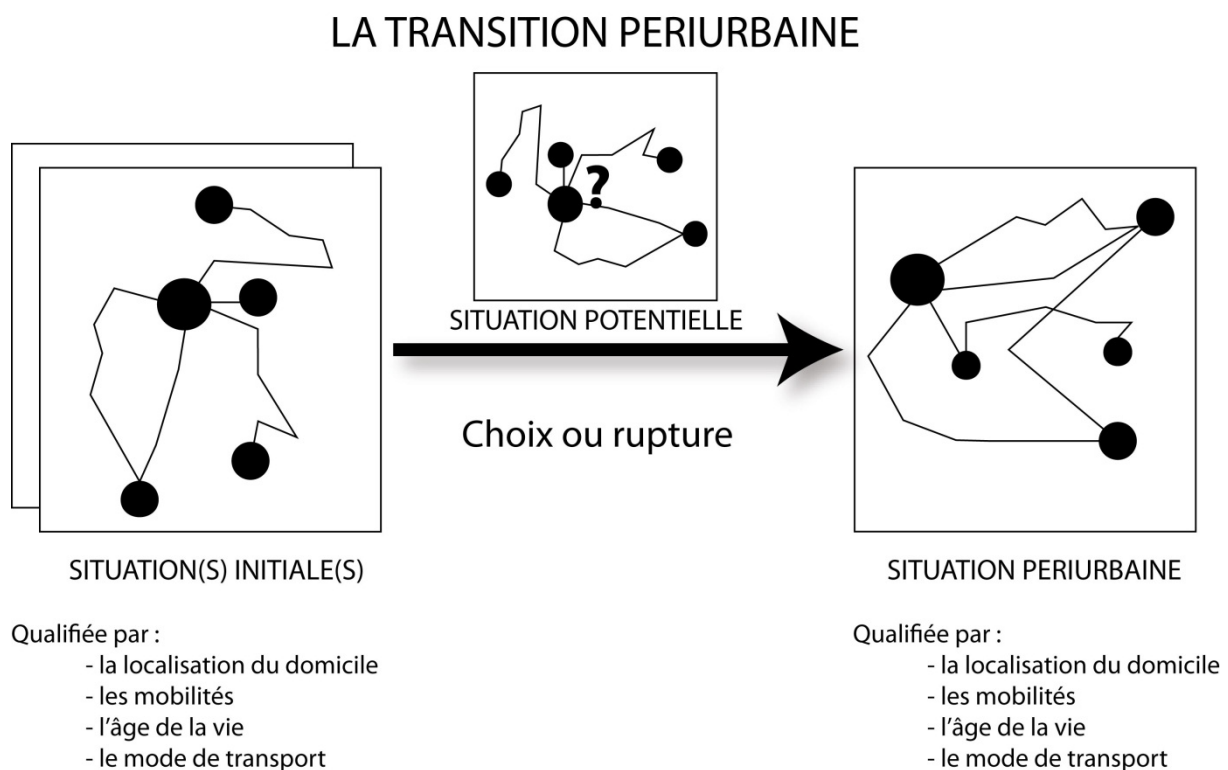 LA TRANSITION PERIURBAINE
?
SITUATION POTENTIELLE
Choix ou rupture
SITUATION(S) INITIALE(S)
Qualifiée par :
- la localisation du domicile
- les mobilités
- l'âge de la vie
- le mode de transport
SITUATION PERIURBAINE
Qualifiée par :
- la localisation du domicile
- les mobilités
- l'âge de la vie
- le mode de transport